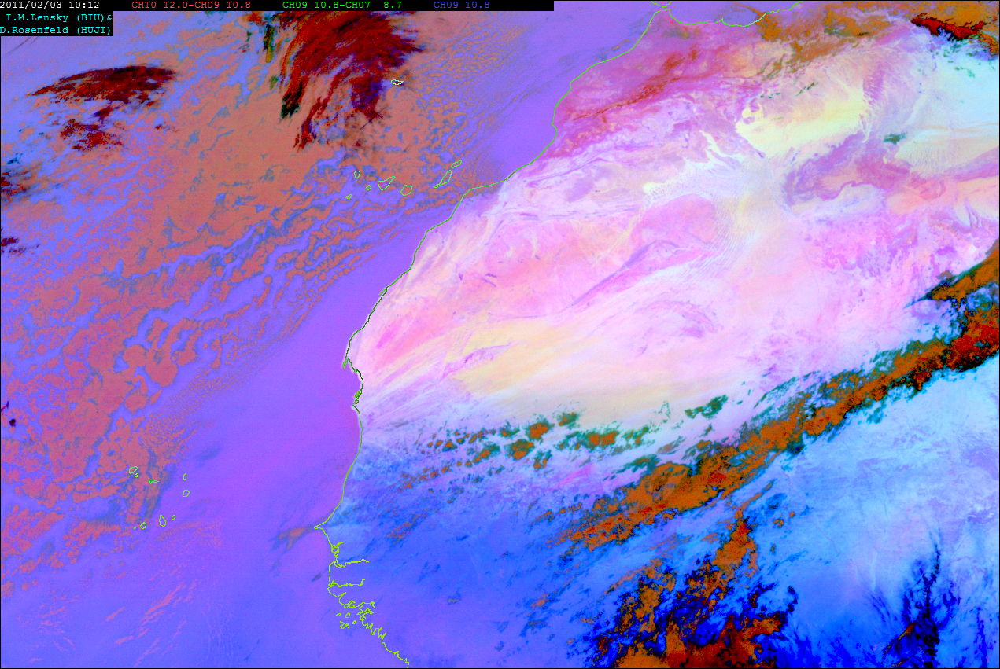 2011/02/03 10:12 CH10 12.0-CH09 10.8 CH09 10.8-CH07 8.7 CH09 10.8
I.M.Lensky (BIU)&
D.Rosenfeld (HUJI)